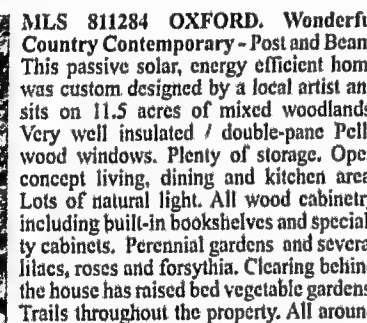 MLS 811284 OXFORD. Wonderfu
Country Contemporary - Post and Beam
This passive solar, energy efficient hom
was custom designed by a local artist an
sits on 11.5 acres of mixed woodlands
Very well insulated / double-pane Pell
wood windows. Plenty of storage. Ope
concept living, dining and kitchen area
Lots of natural light. All wood cabinetr
including built-in bookshelves and special
ty cabinets. Perennial gardens and severa
lilacs, roses and forsythia. Clearing behin
the house has raised bed vegetable gardens
Trails throughout the property. All aroun